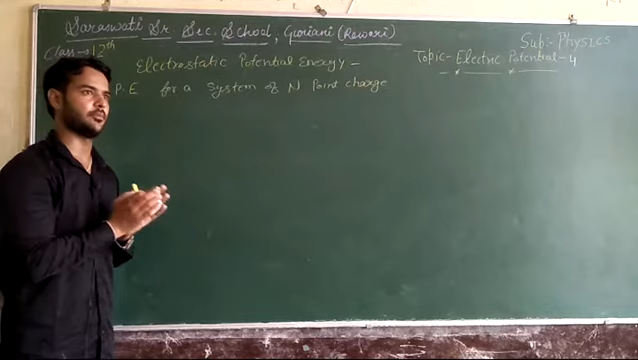 Saraswati Sr. Sec. School, Goriani (Rewari)
Class - 12th
Sub:- Physics
Topic - Electric Potential - 4
Electrostatic Potential Energy -
P.E for a System of N Point charge